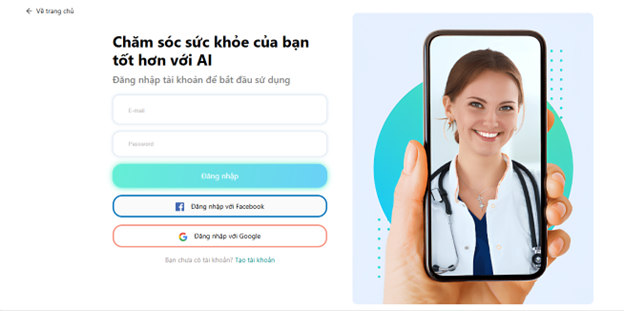 Về trang chủ
Chăm sóc sức khỏe của bạn
tốt hơn với AI
Đăng nhập tài khoản để bắt đầu sử dụng
E-mail
Password
Đăng nhập
Đăng nhập với Facebook
Đăng nhập với Google
Bạn chưa có tài khoản? Tạo tài khoản